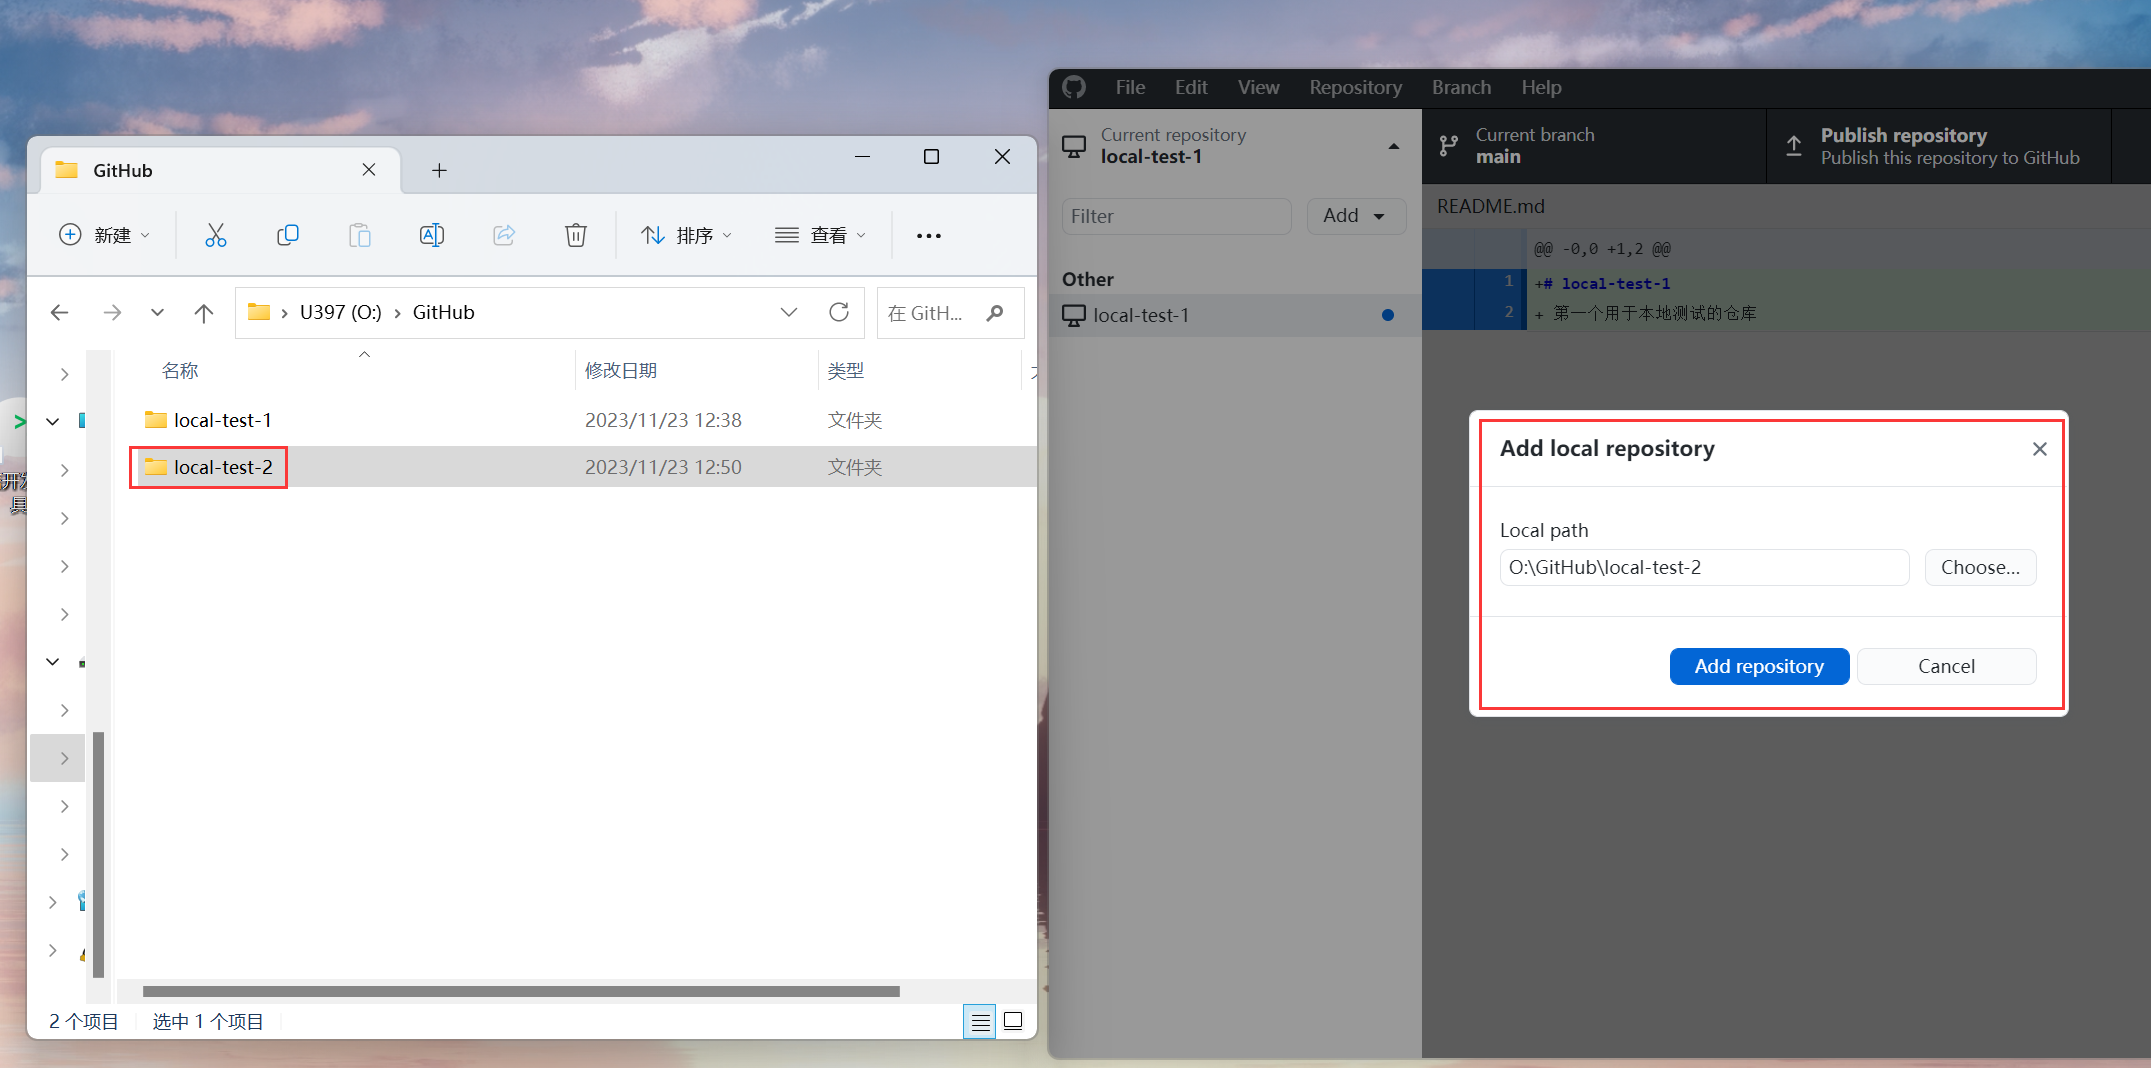 GitHub
新建
排序
查看
U397 (O:)
GitHub
在 GitH...
名称
修改日期
类型
local-test-1
2023/11/23 12:38
文件夹
local-test-2
2023/11/23 12:50
文件夹
2 个项目
选中 1 个项目
具
File Edit View Repository Branch Help
Current repository
local-test-1
Current branch
main
Publish repository
Publish this repository to GitHub
Filter
Add
Other
local-test-1
README.md
@@ -0,0 +1,2 @@
1 +# local-test-1
2 + 第一个用于本地测试的仓库
Add local repository
Local path
O:\GitHub\local-test-2
Choose...
Add repository
Cancel